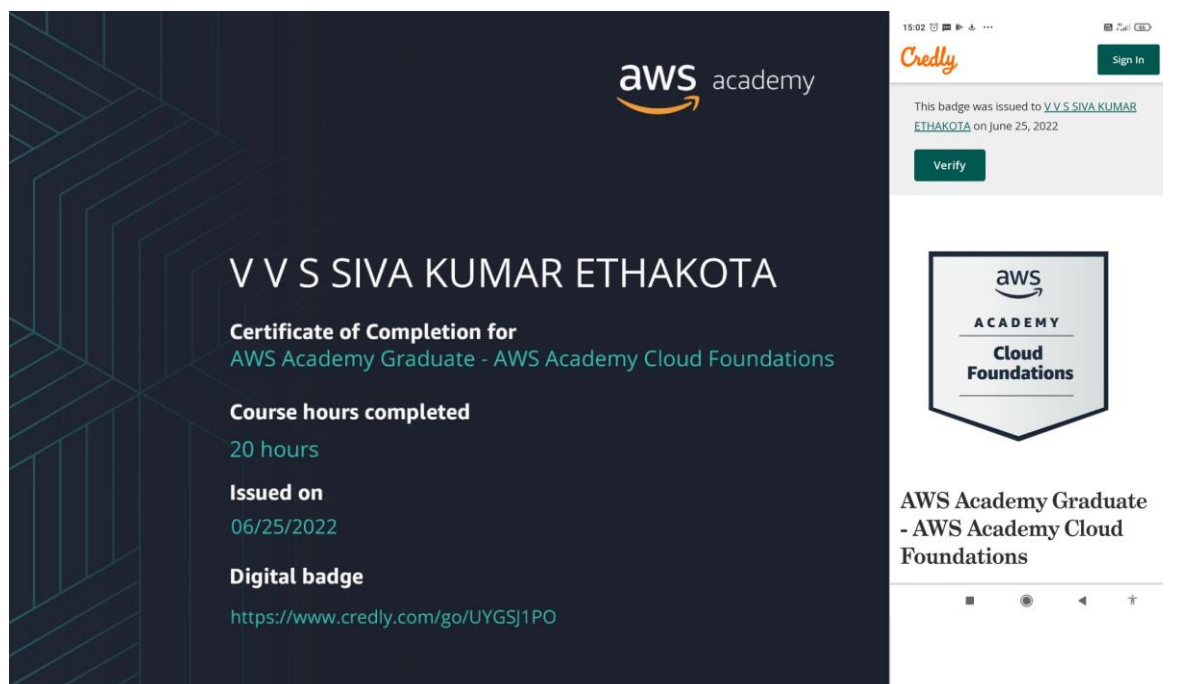 aws academy
V V S SIVA KUMAR ETHAKOTA
Certificate of Completion for
AWS Academy Graduate - AWS Academy Cloud Foundations
Course hours completed
20 hours
Issued on
06/25/2022
Digital badge
https://www.credly.com/go/UYGSJ1PO
15:02
Credly
Sign In
This badge was issued to V V S SIVA KUMAR
ETHAKOTA on June 25, 2022
Verify
aws
ACADEMY
Cloud
Foundations
AWS Academy Graduate
- AWS Academy Cloud
Foundations